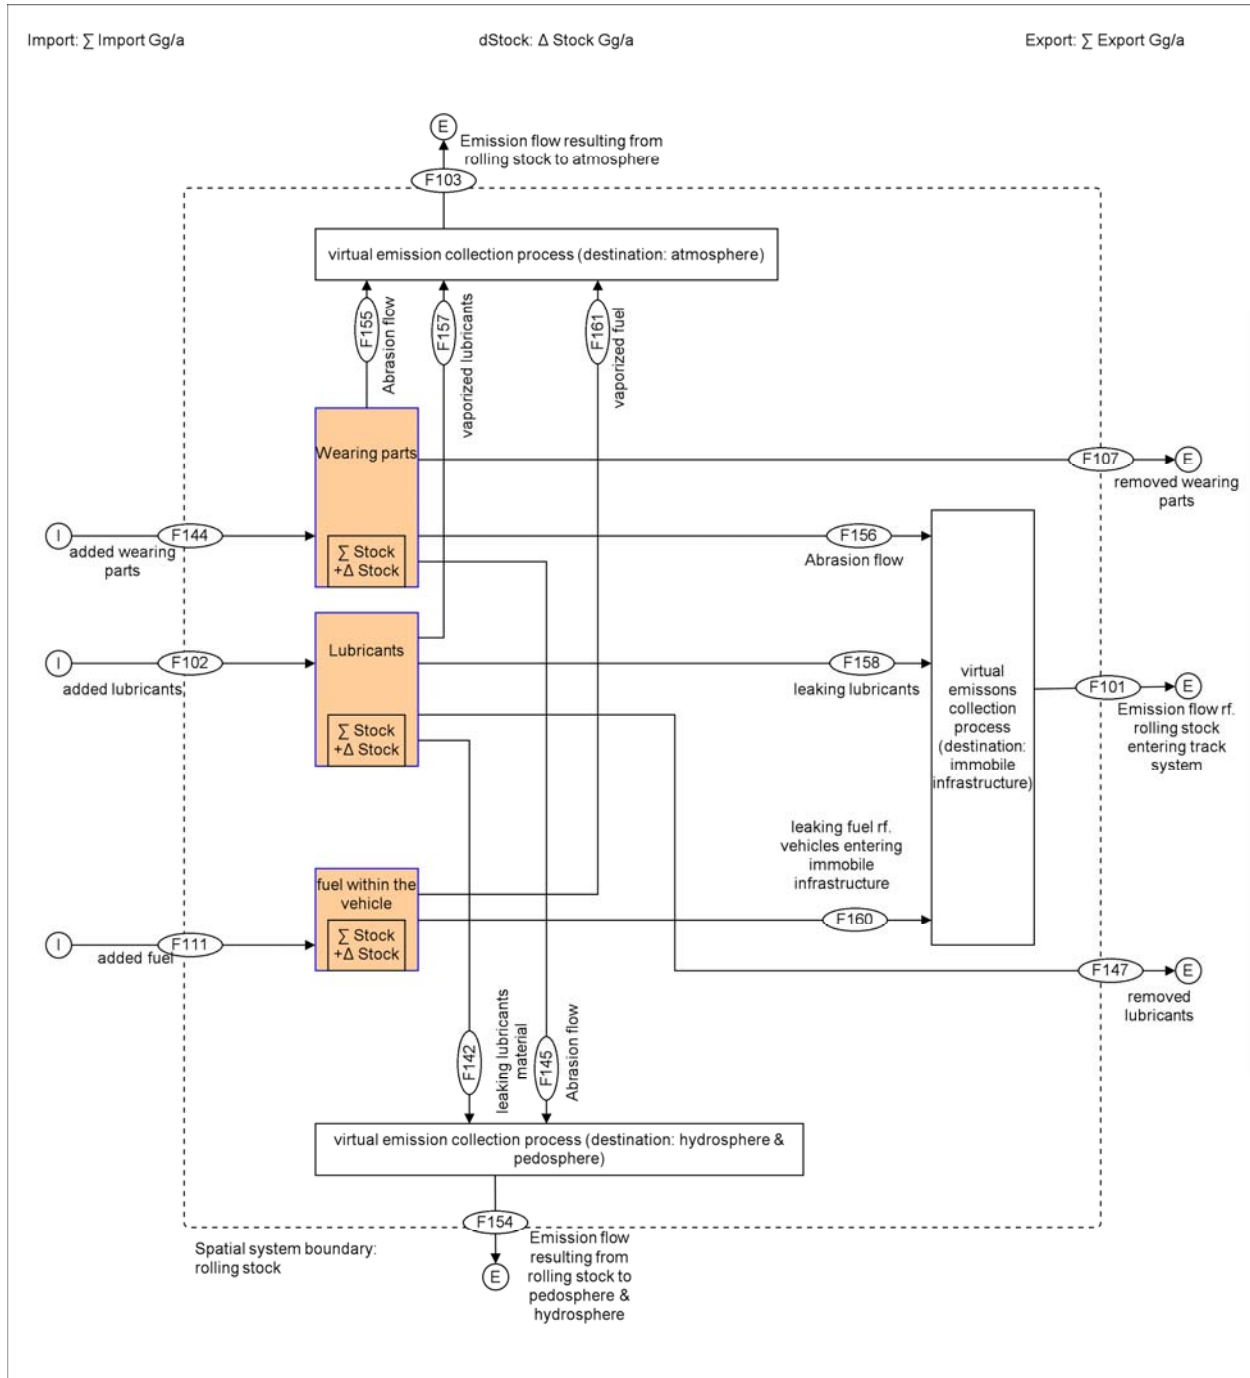 Import: ∑ Import Gg/a
dStock: Δ Stock Gg/a
Export: ∑ Export Gg/a
E
Emission flow resulting from
rolling stock to atmosphere
F103
virtual emission collection process (destination: atmosphere)
F155
Abrasion flow
F157
vaporized lubricants
F161
vaporized fuel
Wearing parts
∑ Stock
+Δ Stock
F107
E
removed wearing
parts
I
F144
added wearing
parts
F156
Abrasion flow
Lubricants
∑ Stock
+Δ Stock
I
F102
added lubricants
F158
leaking lubricants
virtual
emissons
collection
process
(destination:
immobile
infrastructure)
F101
E
Emission flow rf.
rolling stock
entering track
system
leaking fuel rf.
vehicles entering
immobile
infrastructure
F160
fuel within the
vehicle
∑ Stock
+Δ Stock
I
F111
added fuel
F147
E
removed
lubricants
F142
leaking lubricants
material
F145
Abrasion flow
virtual emission collection process (destination: hydrosphere &
pedosphere)
F154
E
Emission flow
resulting from
rolling stock to
pedosphere &
hydrosphere
Spatial system boundary:
rolling stock